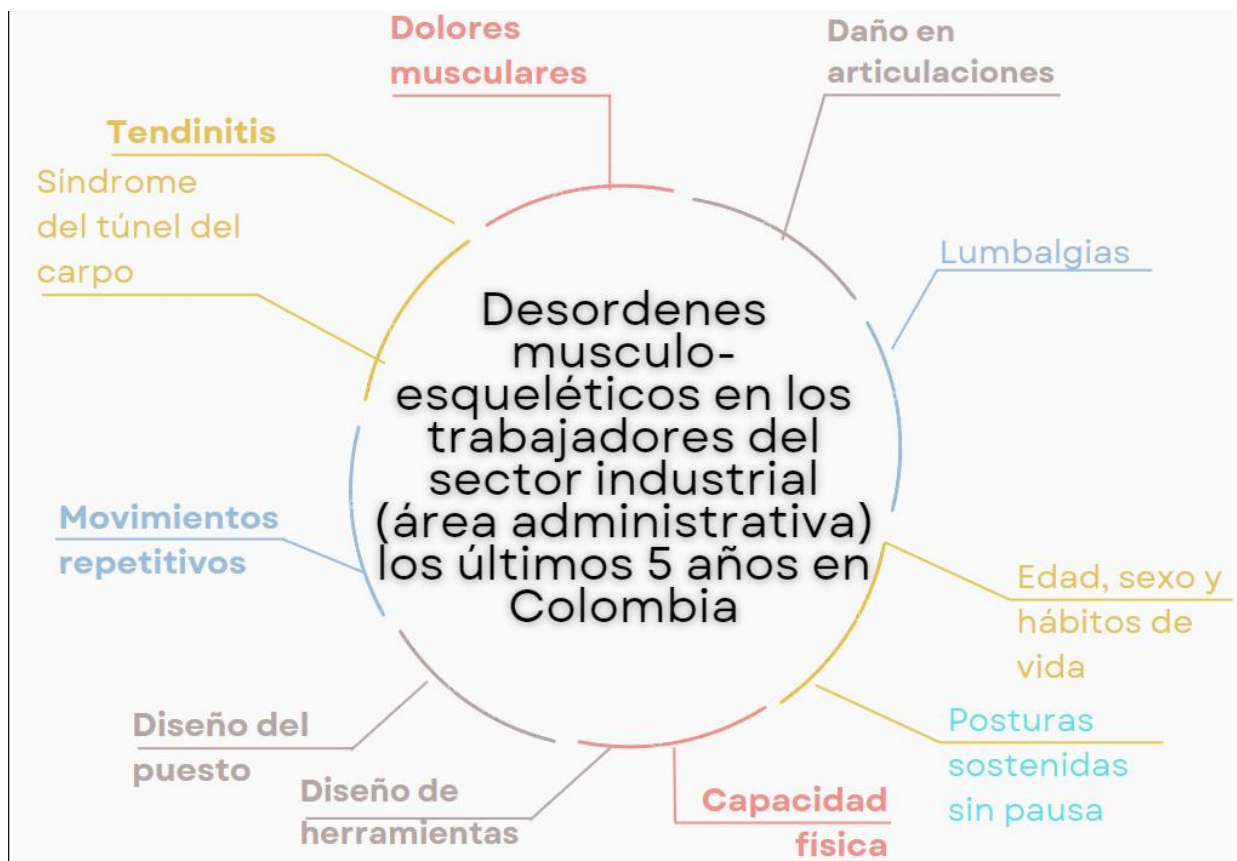 Dolores
musculares
Daño en
articulaciones
Tendinitis
Síndrome
del túnel del
carpo
Lumbalgias
Desordenes
musculo-
esqueléticos en los
trabajadores del
sector industrial
(área administrativa)
los últimos 5 años en
Colombia
Movimientos
repetitivos
Edad, sexo y
hábitos de
vida
Diseño del
puesto
Diseño de
herramientas
Capacidad
física
Posturas
sostenidas
sin pausa